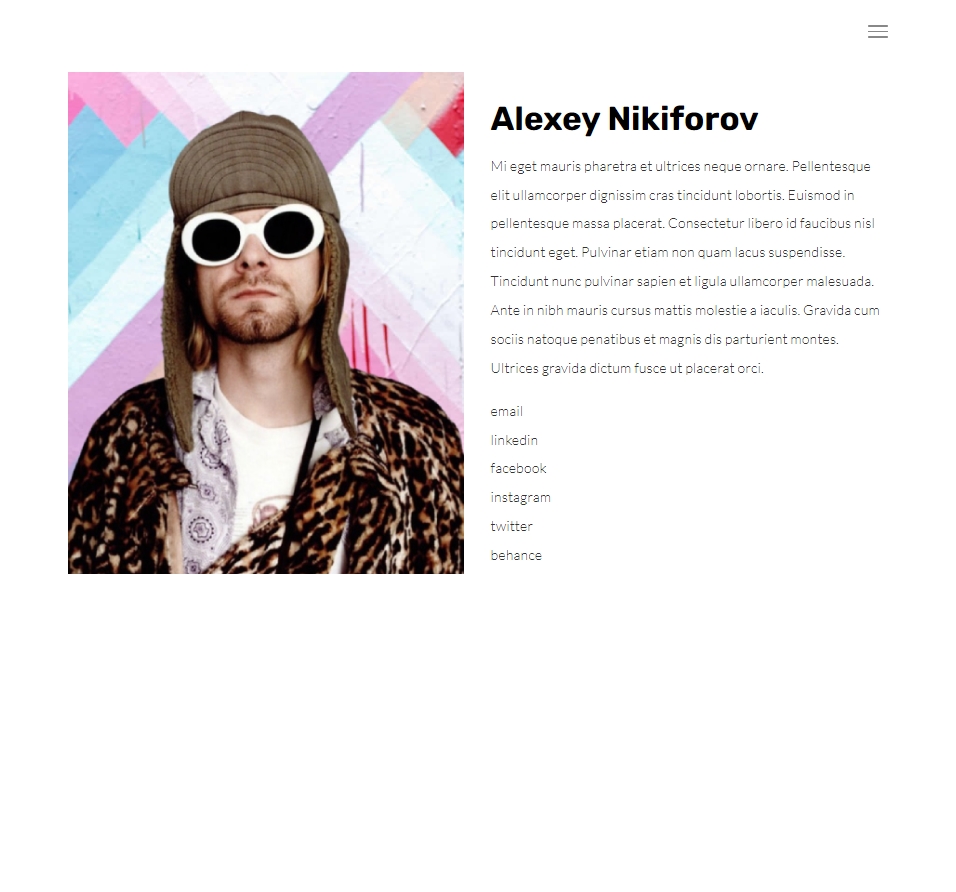 Alexey Nikiforov
Mi eget mauris pharetra et ultrices neque ornare. Pellentesque
elit ullamcorper dignissim cras tincidunt lobortis. Euismod in
pellentesque massa placerat. Consectetur libero id faucibus nisl
tincidunt eget. Pulvinar etiam non quam lacus suspendisse.
Tincidunt nunc pulvinar sapien et ligula ullamcorper malesuada.
Ante in nibh mauris cursus mattis molestie a iaculis. Gravida cum
sociis natoque penatibus et magnis dis parturient montes.
Ultrices gravida dictum fusce ut placerat orci.
email
linkedin
facebook
instagram
twitter
behance